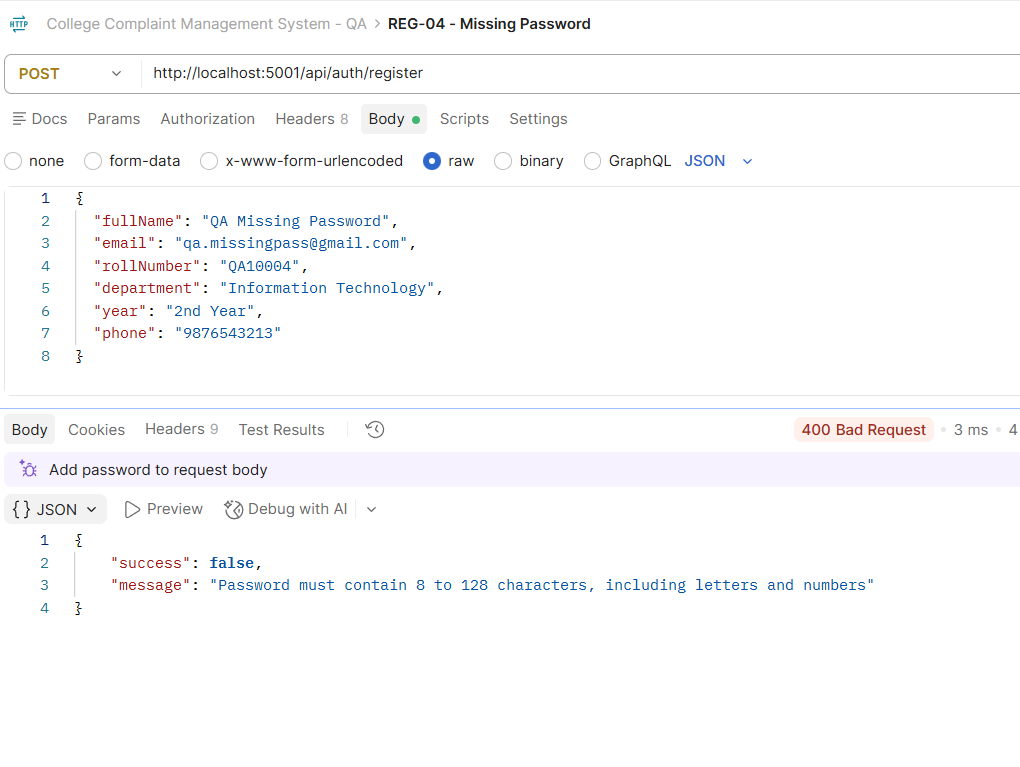 HTTP College Complaint Management System - QA > REG-04 - Missing Password
POST http://localhost:5001/api/auth/register
Docs Params Authorization Headers 8 Body Scripts Settings
none form-data x-www-form-urlencoded raw binary GraphQL JSON
1 {
2 "fullName": "QA Missing Password",
3 "email": "qa.missingpass@gmail.com",
4 "rollNumber": "QA10004",
5 "department": "Information Technology",
6 "year": "2nd Year",
7 "phone": "9876543213"
8 }
Body Cookies Headers 9 Test Results 400 Bad Request • 3 ms • 4
Add password to request body
{} JSON Preview Debug with AI
1 {
2 "success": false,
3 "message": "Password must contain 8 to 128 characters, including letters and numbers"
4 }